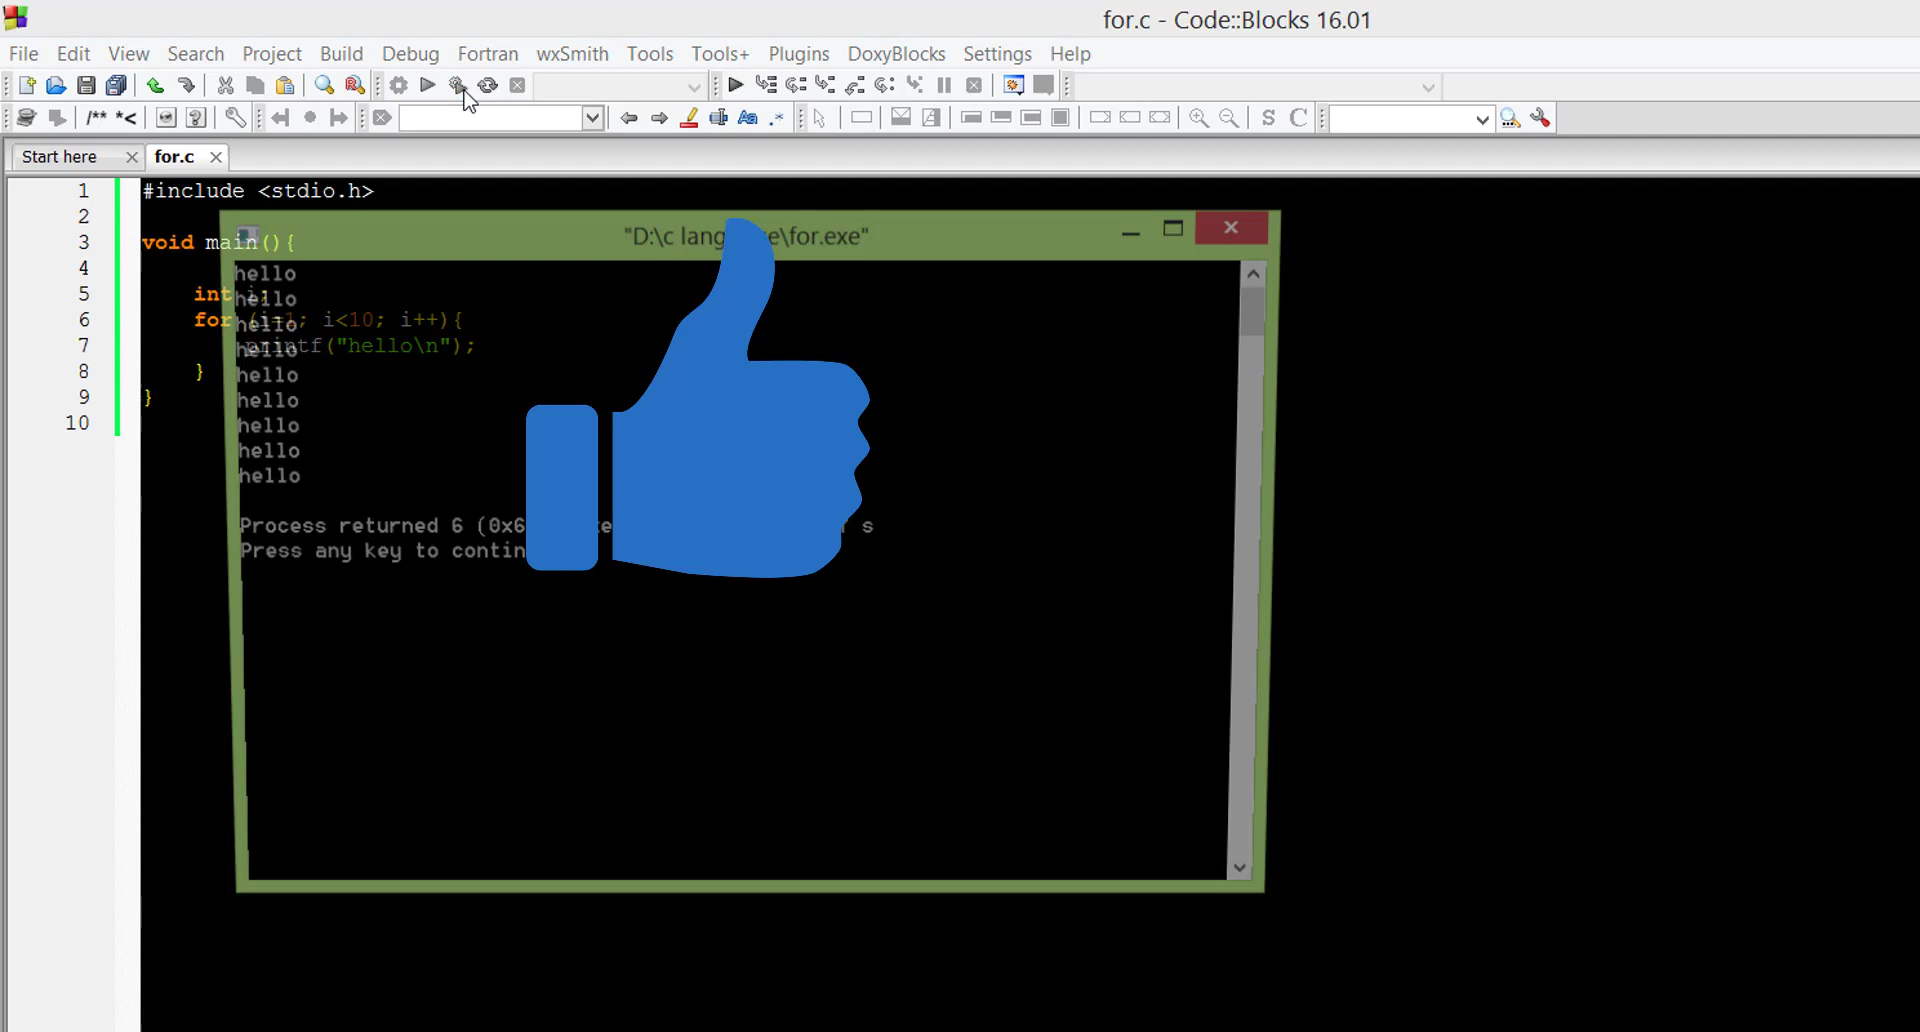 for.c - Code::Blocks 16.01
File Edit View Search Project Build Debug Fortran wxSmith Tools Tools+ Plugins DoxyBlocks Settings Help
/** *<
Aa .*
S C
Start here for.c
1 #include <stdio.h>
2
3 void main(){
4
5 int i;
6 for (i=1; i<10; i++){
7 printf("hello\n");
8 }
9 }
10
"D:\c lang e\for.exe"
hello
hello
hello
hello
hello
hello
hello
hello
hello
Process returned 6 (0x6 s
Press any key to contin